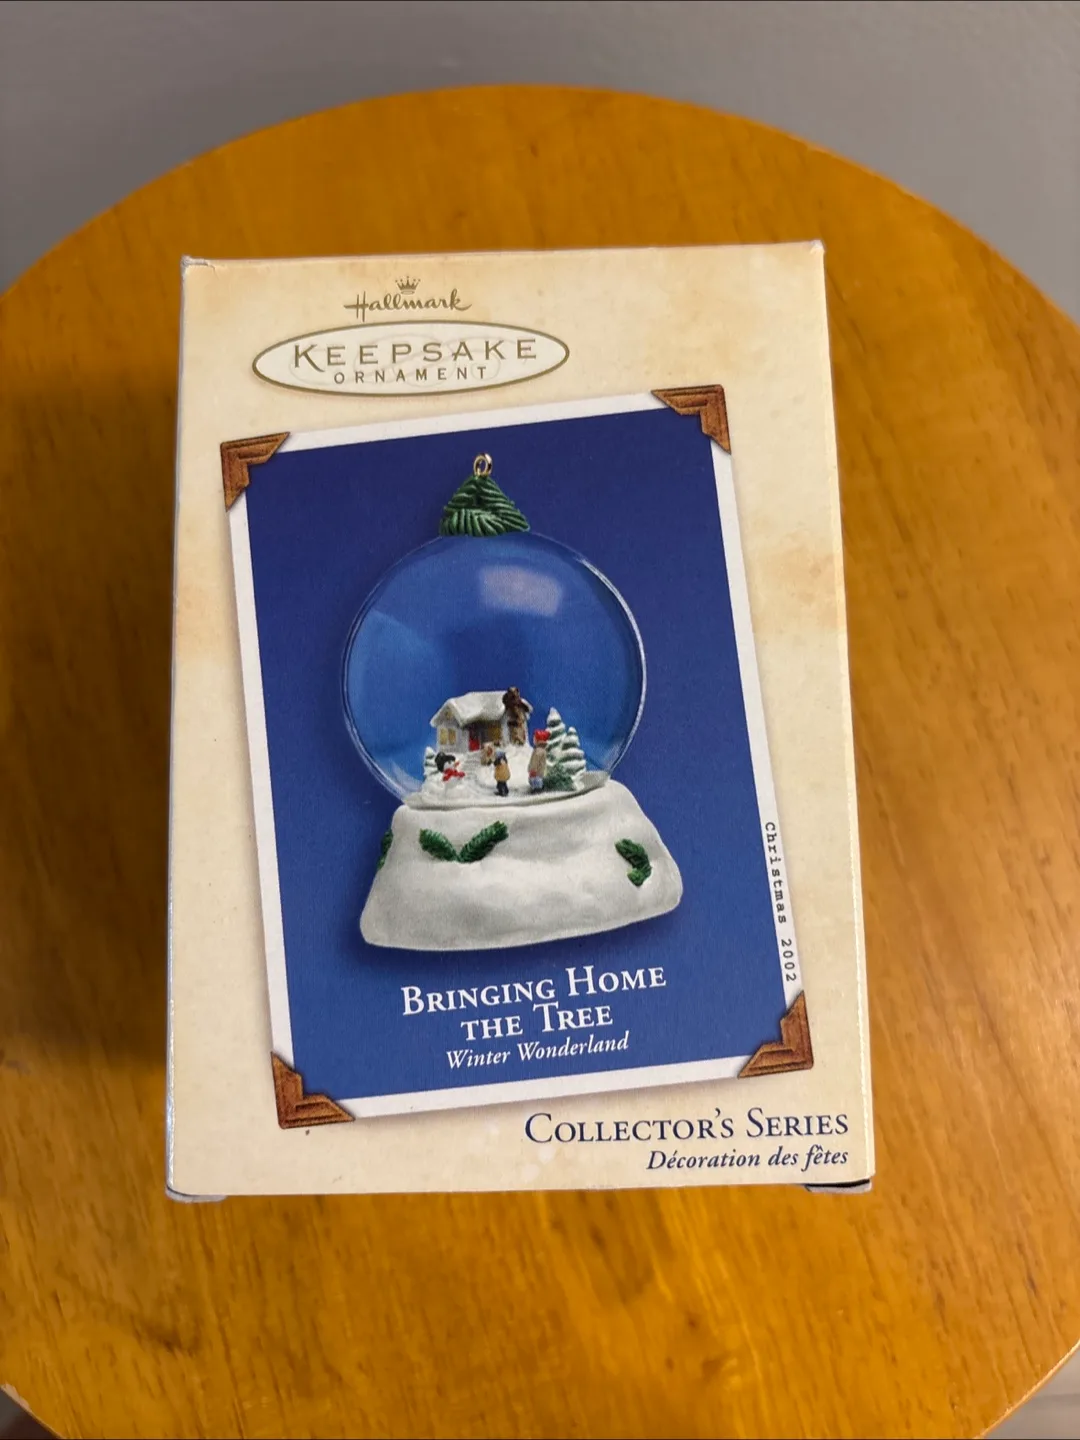 Hallmark
KEEPSAKE
ORNAMENT
Christmas 2002
BRINGING HOME
THE TREE
Winter Wonderland
COLLECTOR'S SERIES
Décoration des fêtes